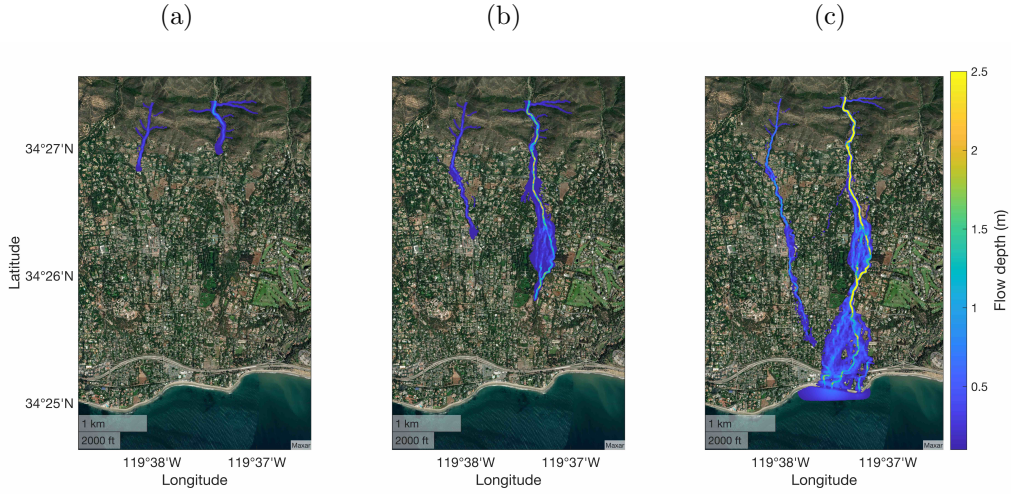 (a)
(b)
(c)
Latitude
34°27'N
34°26'N
34°25'N
1 km
2000 ft
Maxar
119°38'W
119°37'W
Longitude
1 km
2000 ft
Maxar
119°38'W
119°37'W
Longitude
1 km
2000 ft
Maxar
119°38'W
119°37'W
Longitude
2.5
2
1.5
1
0.5
Flow depth (m)